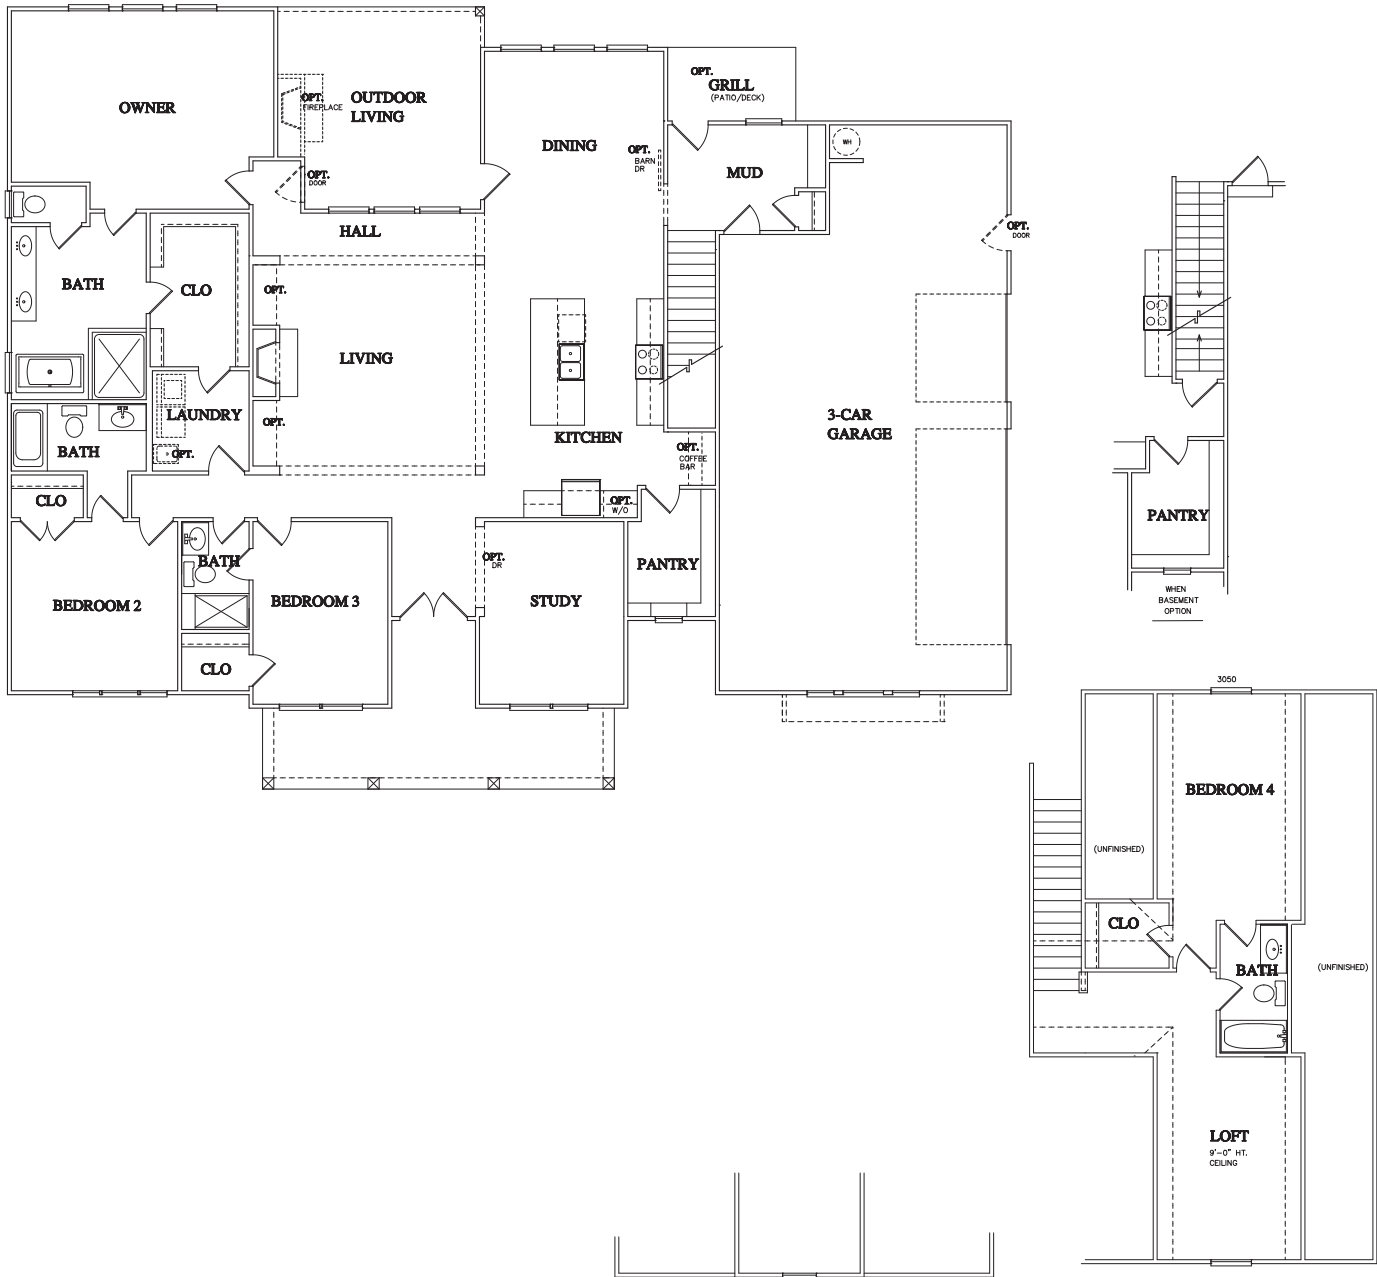 OWNER
OPT.
FIREPLACE
OUTDOOR
LIVING
OPT.
DOOR
DINING
OPT.
BARN
DR
OPT.
GRILL
(PATIO/DECK)
MUD
WH
OPT.
DOOR
HALL
BATH
CLO
OPT.
LIVING
OPT.
LAUNDRY
OPT.
BATH
CLO
KITCHEN
OPT.
COFFEE
BAR
3-CAR
GARAGE
OPT.
W/O
BATH
OPT.
DR
PANTRY
BEDROOM 2
BEDROOM 3
STUDY
CLO
PANTRY
WHEN
BASEMENT
OPTION
3050
BEDROOM 4
(UNFINISHED)
CLO
BATH
(UNFINISHED)
LOFT
9'-0" HT.
CEILING